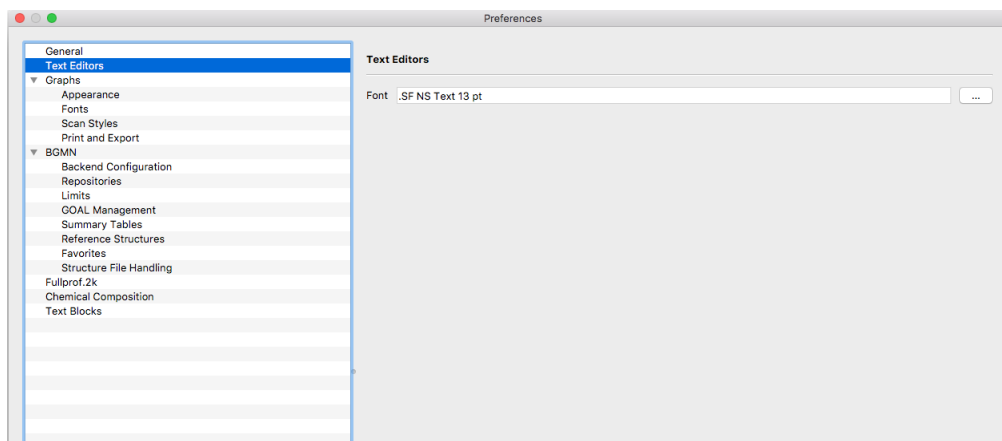 Preferences
General
Text Editors
Graphs
Appearance
Fonts
Scan Styles
Print and Export
BGMN
Backend Configuration
Repositories
Limits
GOAL Management
Summary Tables
Reference Structures
Favorites
Structure File Handling
Fullprof.2k
Chemical Composition
Text Blocks
Text Editors
Font .SF NS Text 13 pt ...